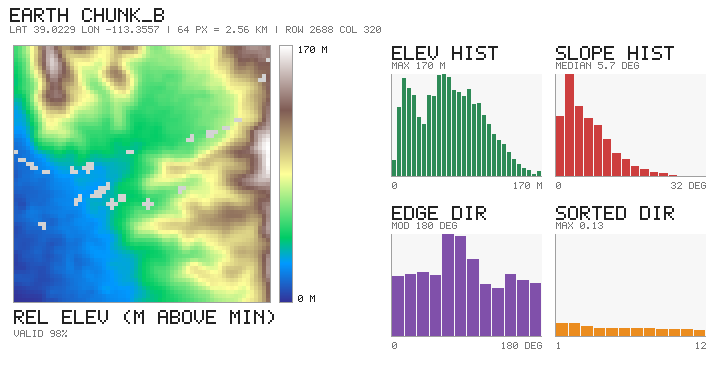 EARTH CHUNK_B
LAT 39.0229 LON -113.3557 | 64 PX = 2.56 KM | ROW 2688 COL 320
170 M
0 M
REL ELEV (M ABOVE MIN)
VALID 98%
ELEV HIST
MAX 170 M
0 170 M
SLOPE HIST
MEDIAN 5.7 DEG
0 32 DEG
EDGE DIR
MOD 180 DEG
0 180 DEG
SORTED DIR
MAX 0.13
1 12